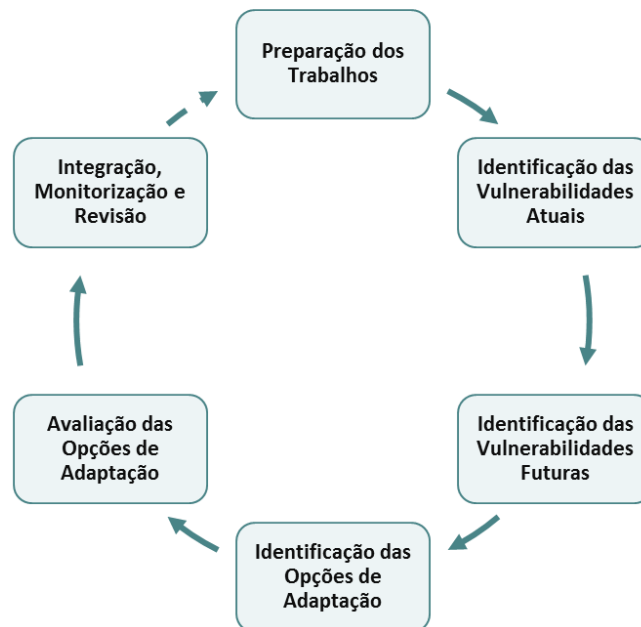 Preparação dos
Trabalhos
Identificação das
Vulnerabilidades
Atuais
Identificação das
Vulnerabilidades
Futuras
Identificação das
Opções de
Adaptação
Avaliação das
Opções de
Adaptação
Integração,
Monitorização e
Revisão